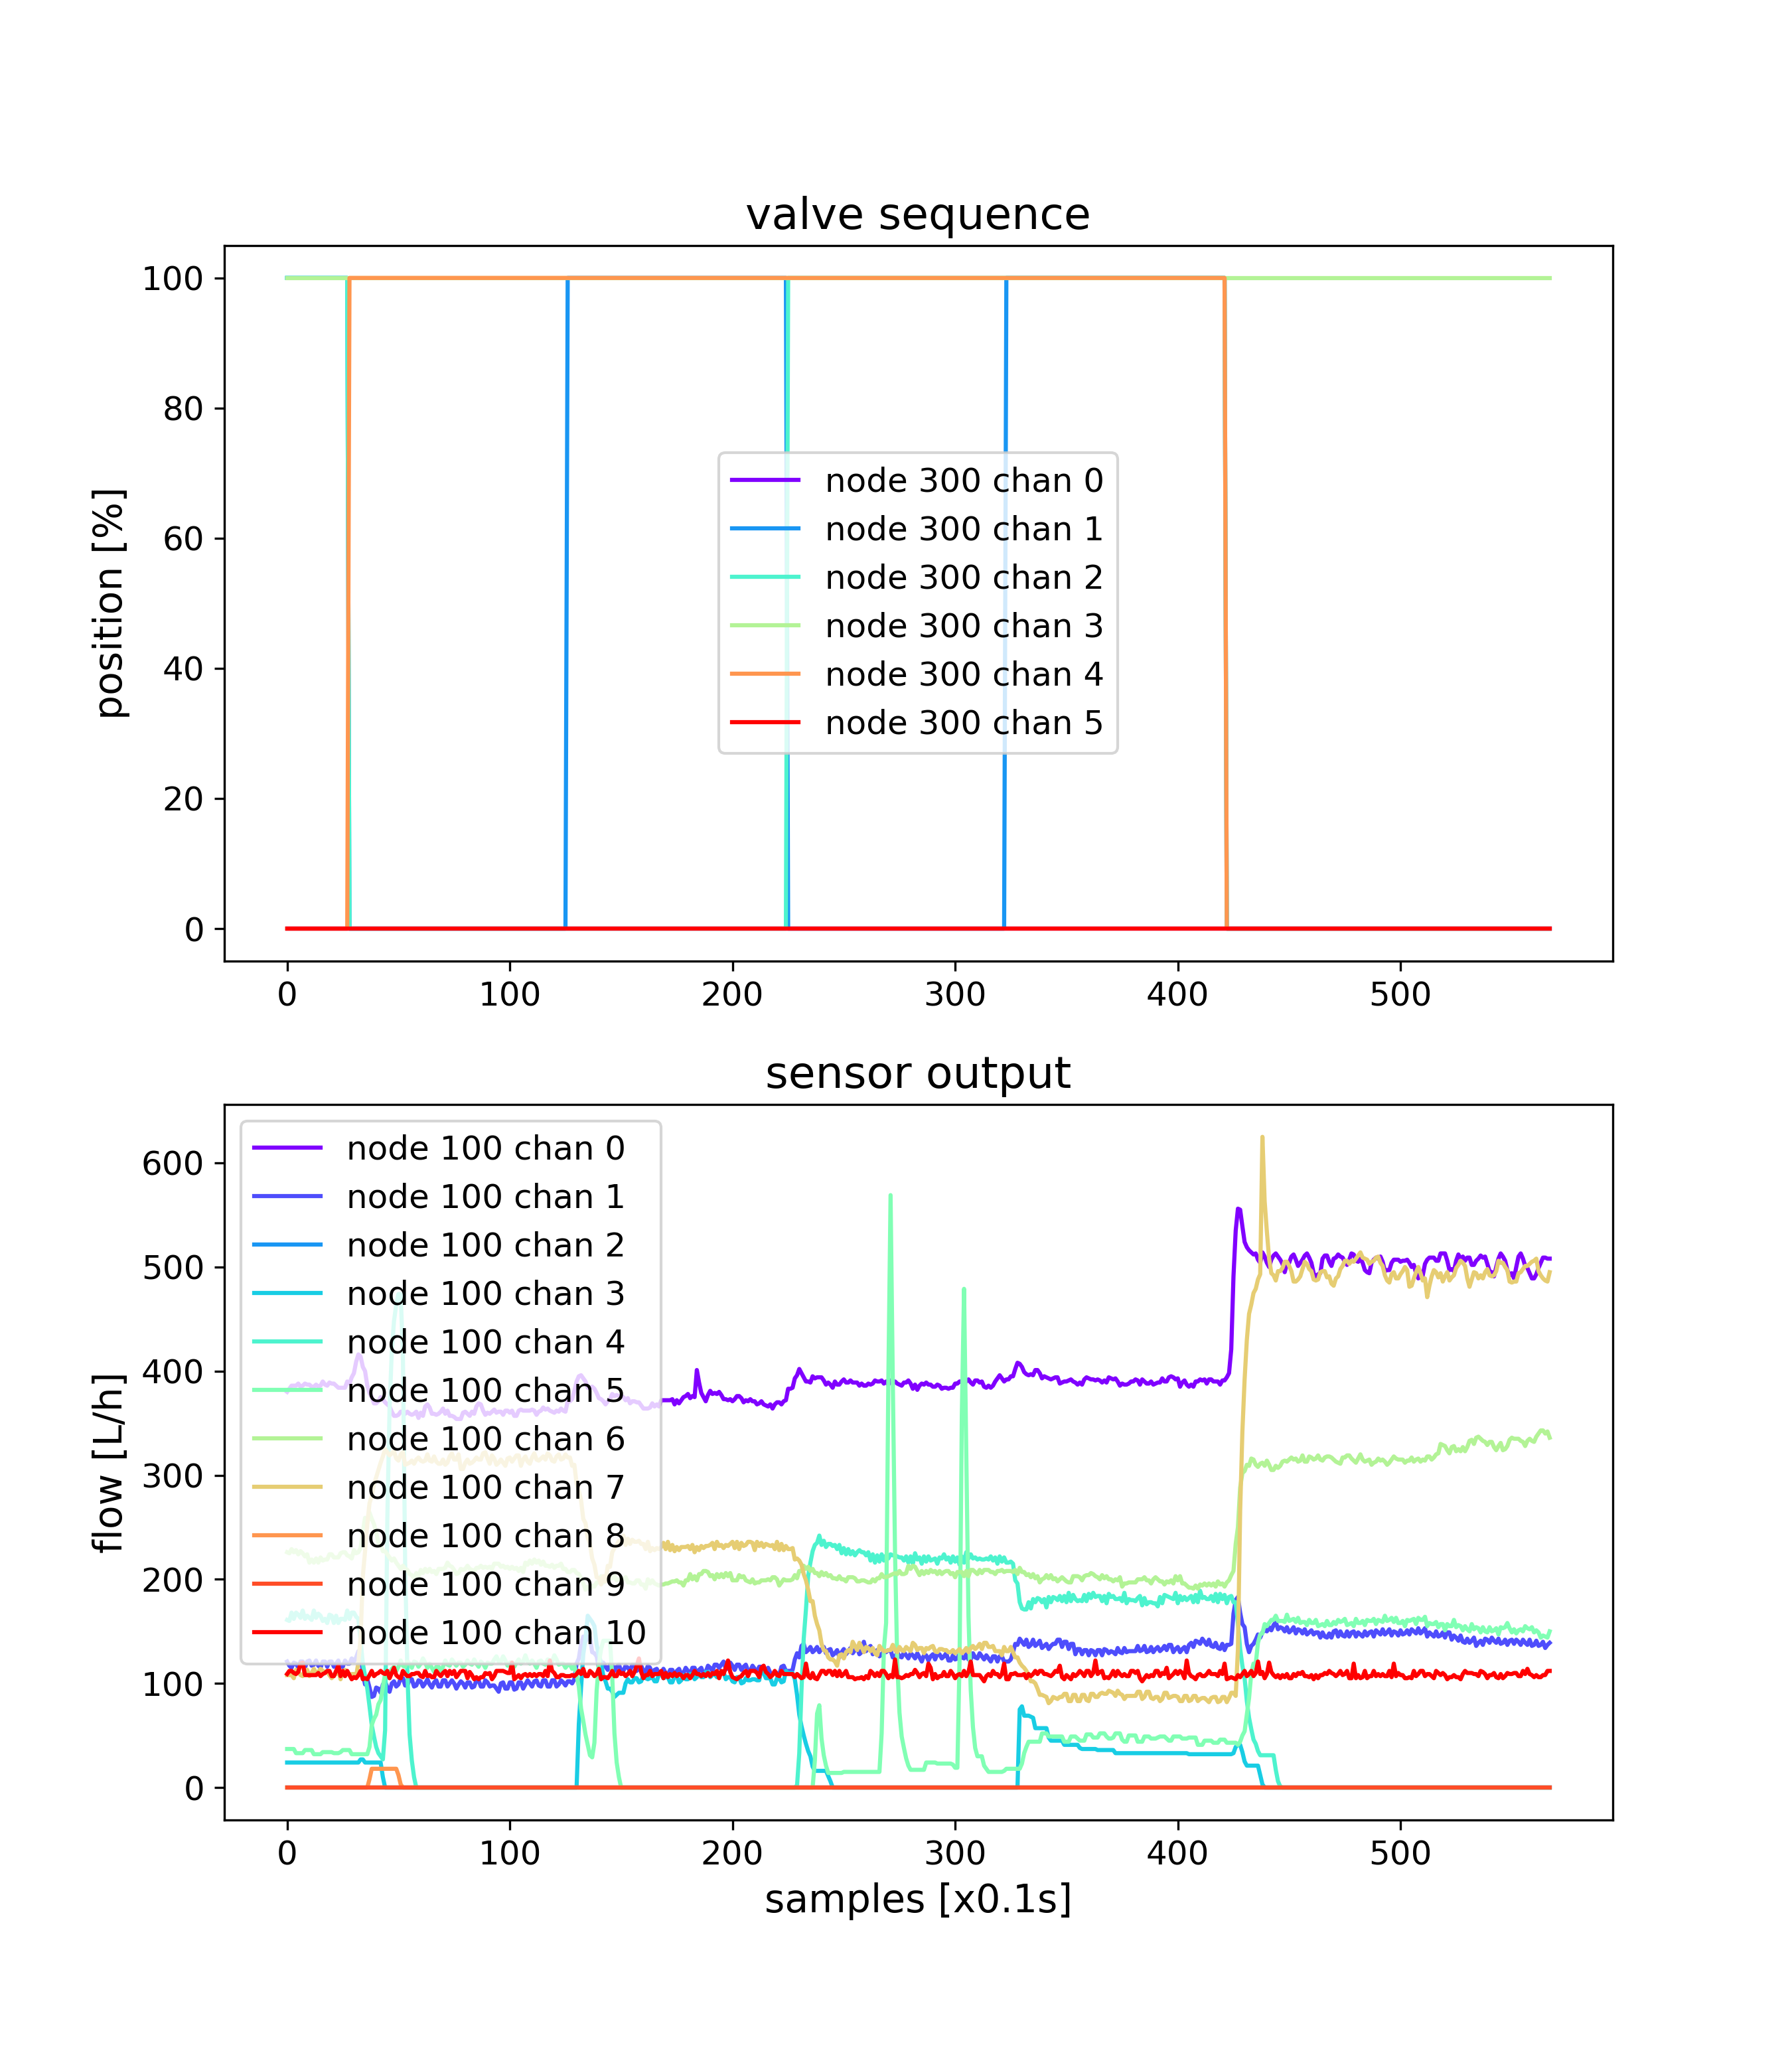 valve sequence
position [%]
100
80
60
40
20
0
node 300 chan 0
node 300 chan 1
node 300 chan 2
node 300 chan 3
node 300 chan 4
node 300 chan 5
0 100 200 300 400 500
sensor output
flow [L/h]
600
500
400
300
200
100
0
node 100 chan 0
node 100 chan 1
node 100 chan 2
node 100 chan 3
node 100 chan 4
node 100 chan 5
node 100 chan 6
node 100 chan 7
node 100 chan 8
node 100 chan 9
node 100 chan 10
0 100 200 300 400 500
samples [x0.1s]